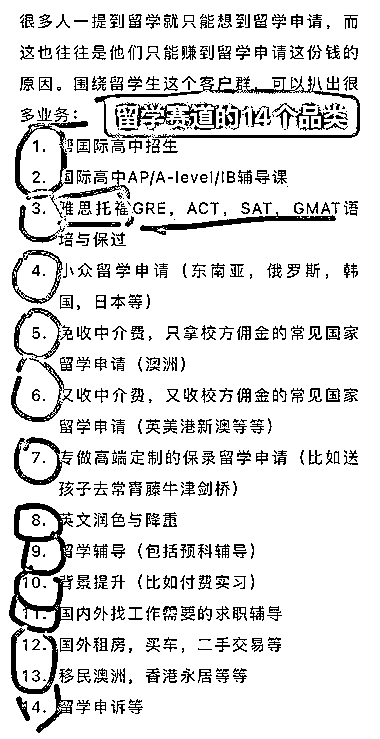 很多人一提到留学就只能想到留学申请，而
这也往往是他们只能赚到留学申请这份钱的
原因。围绕留学生这个客户群，可以扒出很
多业务：
留学赛道的14个品类
1. 帮国际高中招生
2. 国际高中AP/A-level/IB辅导课
3. 雅思托福GRE，ACT，SAT，GMAT语
培与保过
4. 小众留学申请（东南亚，俄罗斯，韩
国，日本等）
5. 免收中介费，只拿校方佣金的常见国家
留学申请（澳洲）
6. 又收中介费，又收校方佣金的常见国家
留学申请（英美港新澳等等）
7. 专做高端定制的保录留学申请（比如送
孩子去常青藤牛津剑桥）
8. 英文润色与降重
9. 留学辅导（包括预科辅导）
10. 背景提升（比如付费实习）
11. 国内外找工作需要的求职辅导
12. 国外租房，买车，二手交易等
13. 移民澳洲，香港永居等等
14. 留学申诉等